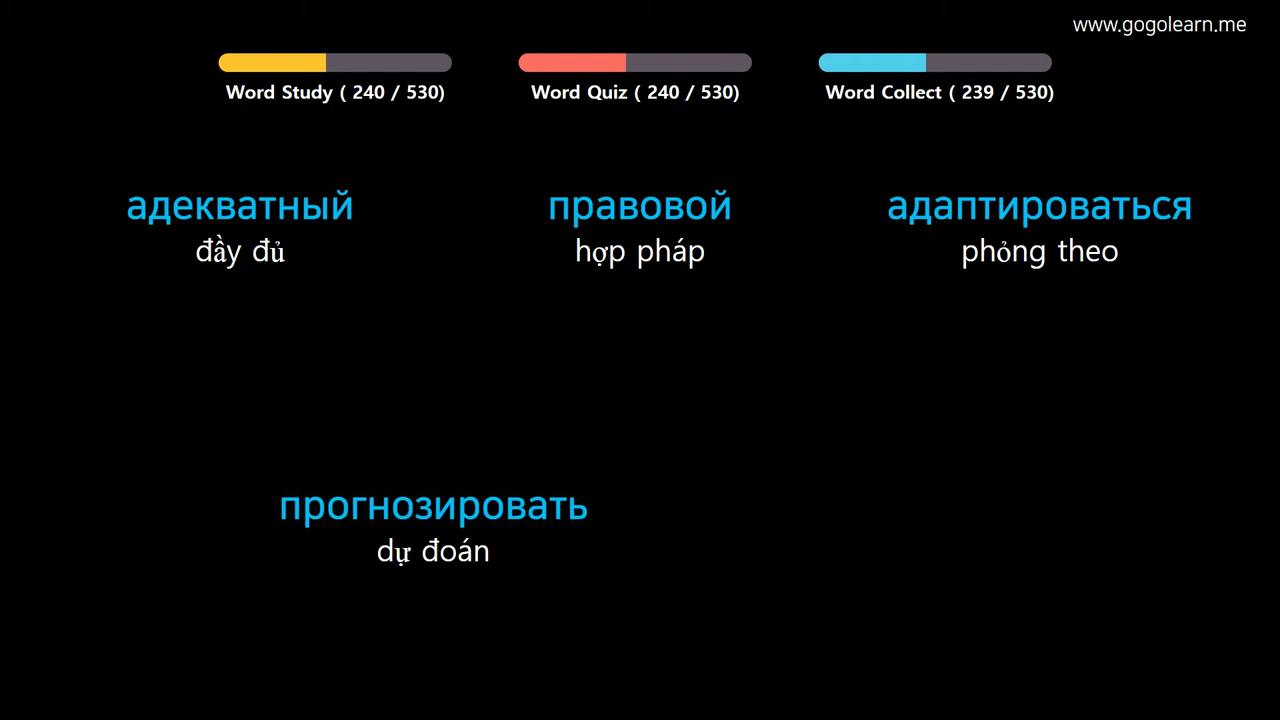 www.gogolearn.me
Word Study ( 240 / 530)
Word Quiz ( 240 / 530)
Word Collect ( 239 / 530)
адекватный
đầy đủ
правовой
hợp pháp
адаптироваться
phỏng theo
прогнозировать
dự đoán